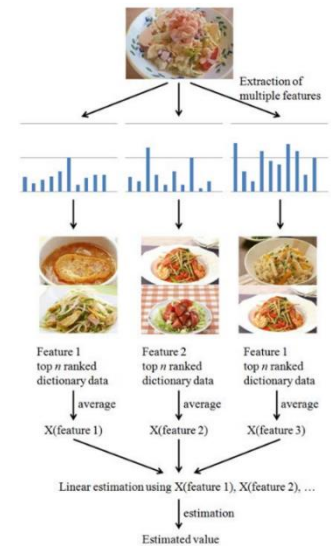 Extraction of
multiple features
Feature 1
top n ranked
dictionary data
Feature 2
top n ranked
dictionary data
Feature 1
top n ranked
dictionary data
average
average
average
X(feature 1)
X(feature 2)
X(feature 3)
Linear estimation using X(feature 1), X(feature 2), …
estimation
Estimated value